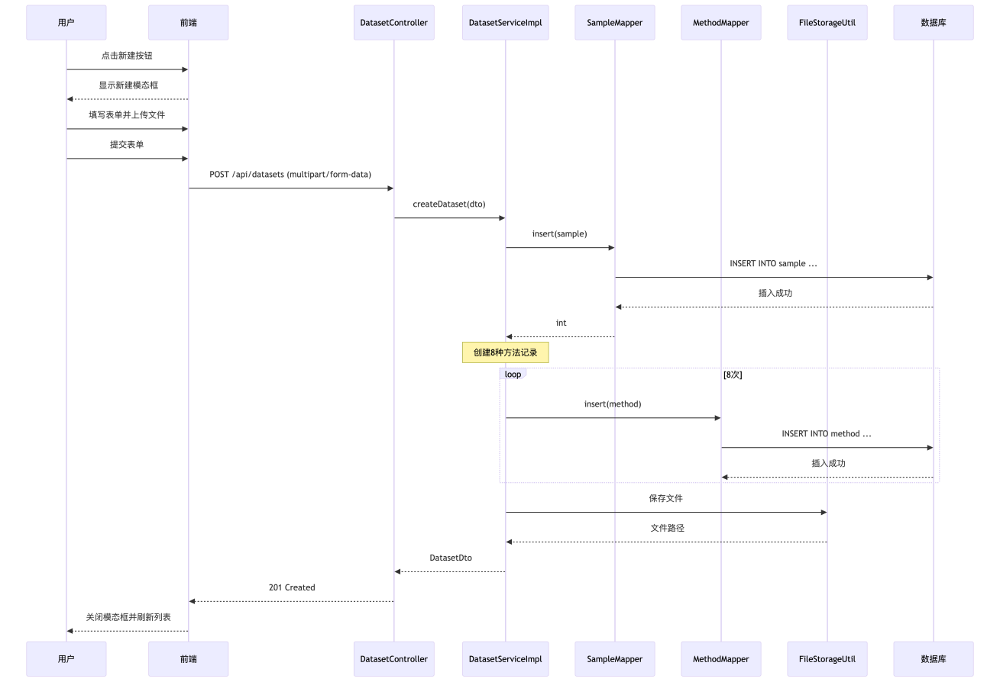 用户
前端
DatasetController
DatasetServiceImpl
SampleMapper
MethodMapper
FileStorageUtil
数据库
点击新建按钮
显示新建模态框
填写表单并上传文件
提交表单
POST /api/datasets (multipart/form-data)
createDataset(dto)
insert(sample)
INSERT INTO sample ...
插入成功
int
创建8种方法记录
loop
[8次]
insert(method)
INSERT INTO method ...
插入成功
保存文件
文件路径
DatasetDto
201 Created
关闭模态框并刷新列表
用户
前端
DatasetController
DatasetServiceImpl
SampleMapper
MethodMapper
FileStorageUtil
数据库